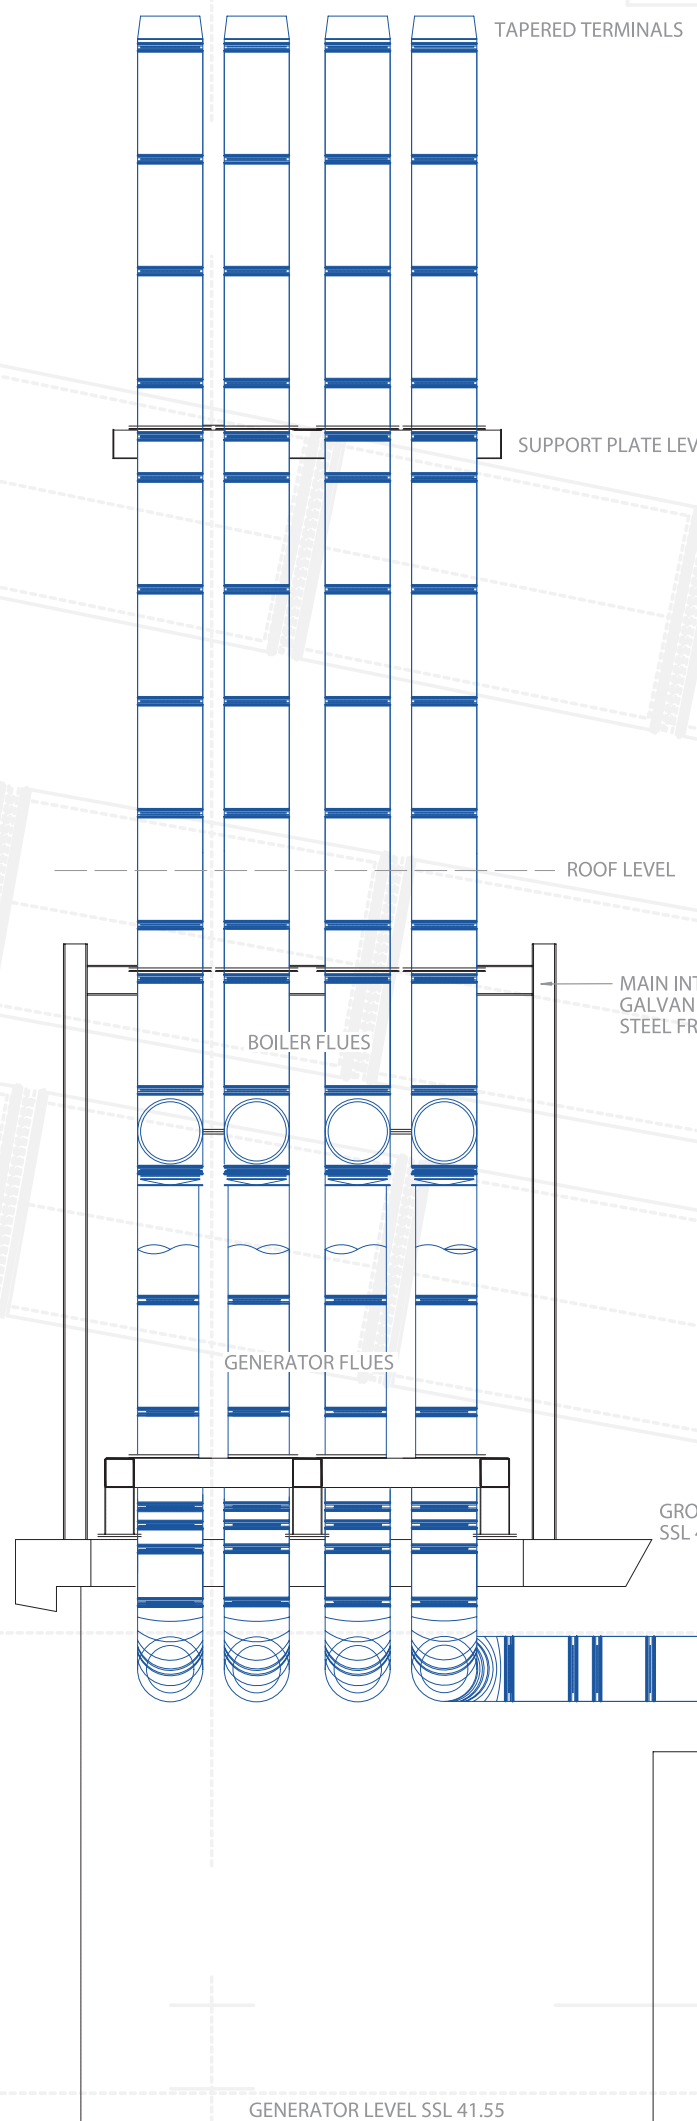 TAPERED TERMINALS
SUPPORT PLATE LEV
ROOF LEVEL
MAIN INT
GALVAN
STEEL FR
BOILER FLUES
GENERATOR FLUES
GRO
SSL 4
GENERATOR LEVEL SSL 41.55